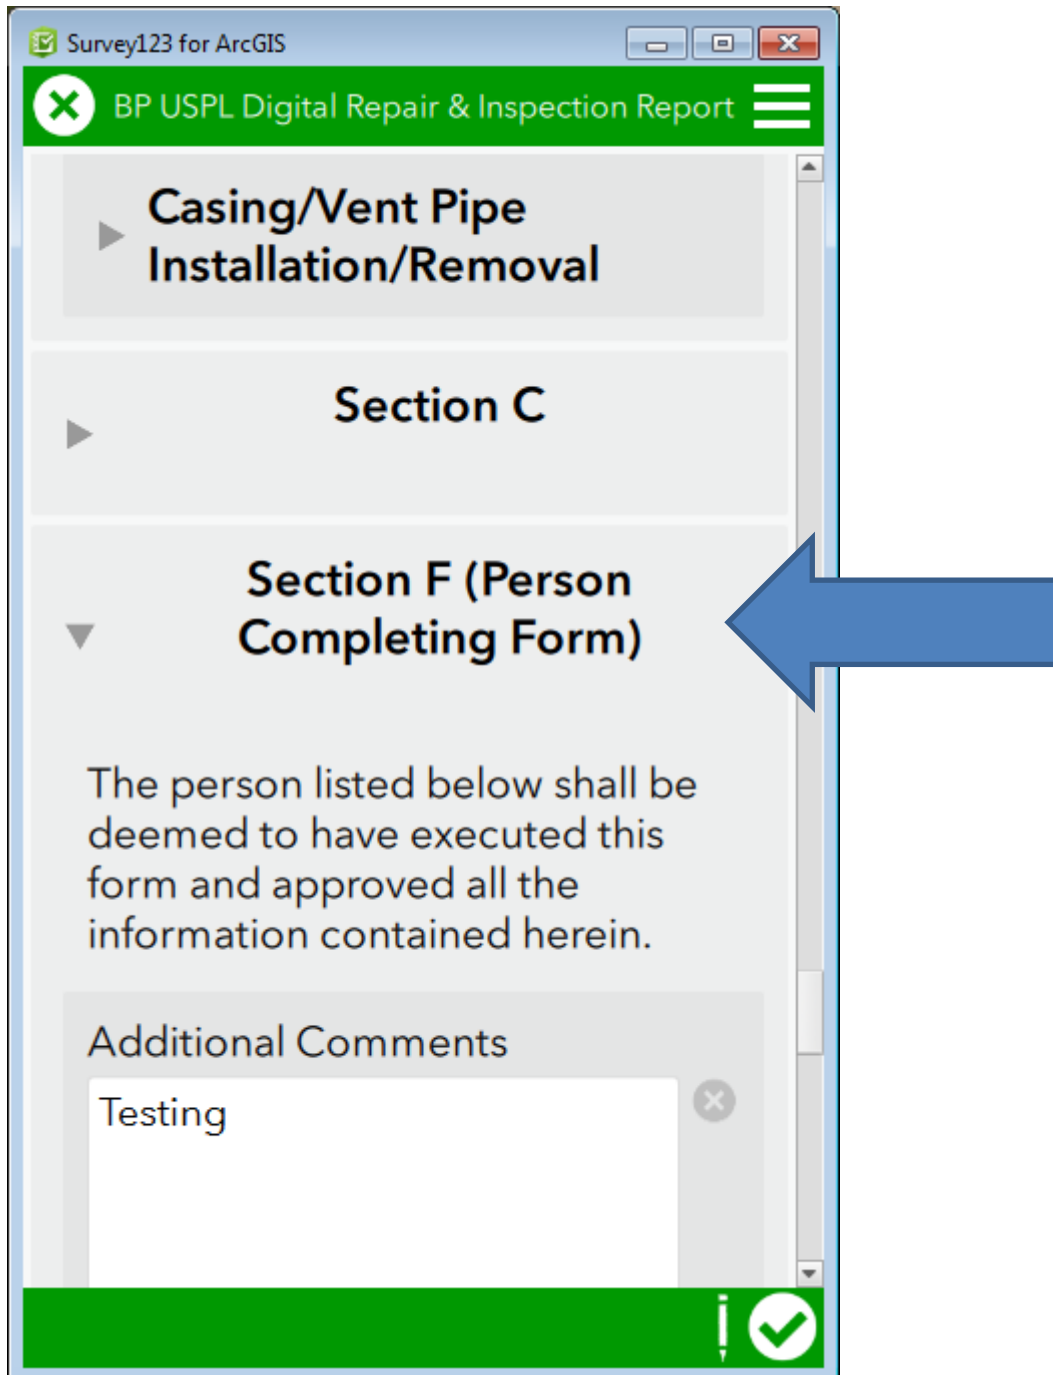 Survey123 for ArcGIS
BP USPL Digital Repair & Inspection Report
Casing/Vent Pipe
Installation/Removal
Section C
Section F (Person
Completing Form)
The person listed below shall be
deemed to have executed this
form and approved all the
information contained herein.
Additional Comments
Testing